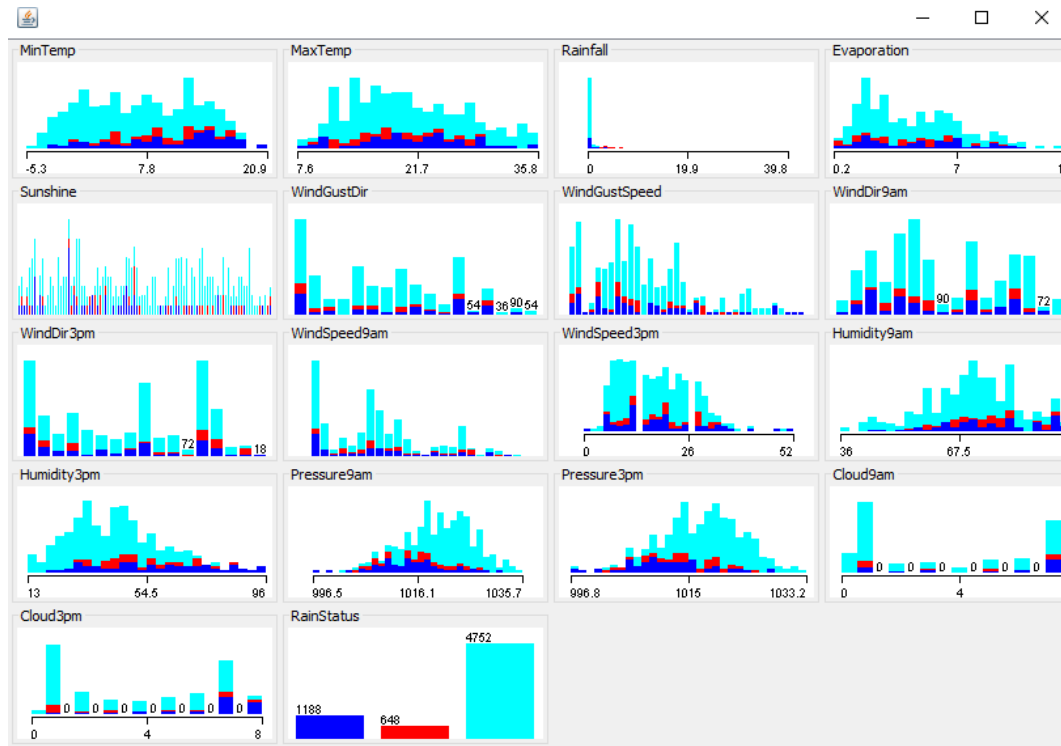 MinTemp
-5.3 7.8 20.9
MaxTemp
7.6 21.7 35.8
Rainfall
0 19.9 39.8
Evaporation
0.2 7
Sunshine
WindGustDir
54 36 90 54
WindGustSpeed
WindDir9am
90 72
WindDir3pm
72 18
WindSpeed9am
WindSpeed3pm
0 26 52
Humidity9am
36 67.5
Humidity3pm
13 54.5 96
Pressure9am
996.5 1016.1 1035.7
Pressure3pm
996.8 1015 1033.2
Cloud9am
0 0 0 0 0 0 0
0 4
Cloud3pm
0 0 0 0 0 0 0 0
0 4 8
RainStatus
1188 648 4752